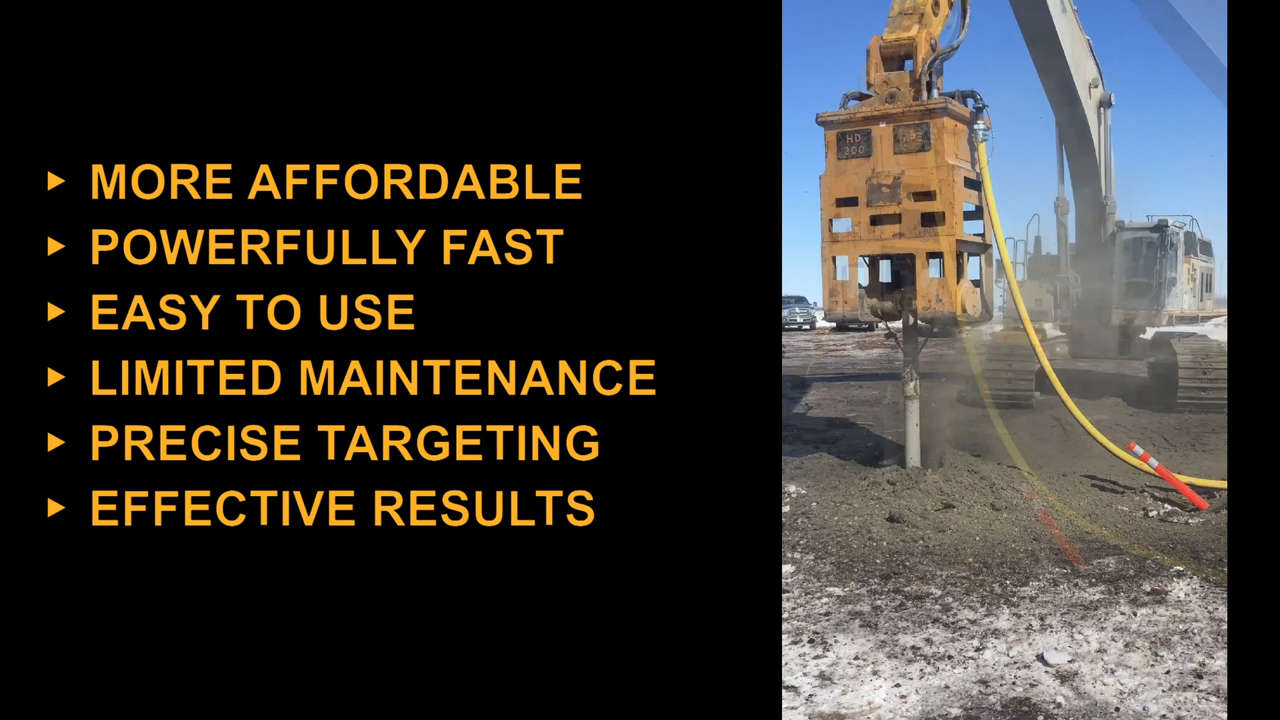 MORE AFFORDABLE
POWERFULLY FAST
EASY TO USE
LIMITED MAINTENANCE
PRECISE TARGETING
EFFECTIVE RESULTS
HD
200